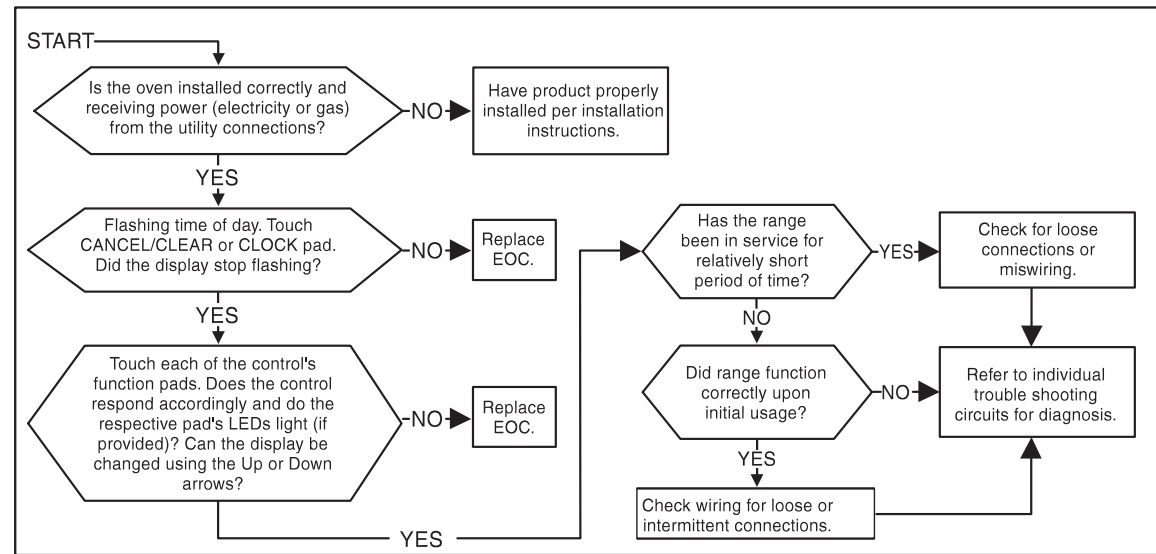 START
Is the oven installed correctly and
receiving power (electricity or gas)
from the utility connections?
NO
Have product properly
installed per installation
instructions.
YES
Flashing time of day. Touch
CANCEL/CLEAR or CLOCK pad.
Did the display stop flashing?
NO
Replace
EOC.
YES
Touch each of the control's
function pads. Does the control
respond accordingly and do the
respective pad's LEDs light (if
provided)? Can the display be
changed using the Up or Down
arrows?
NO
Replace
EOC.
YES
Has the range
been in service for
relatively short
period of time?
YES
Check for loose
connections or
miswiring.
NO
Did range function
correctly upon
initial usage?
NO
Refer to individual
trouble shooting
circuits for diagnosis.
YES
Check wiring for loose or
intermittent connections.